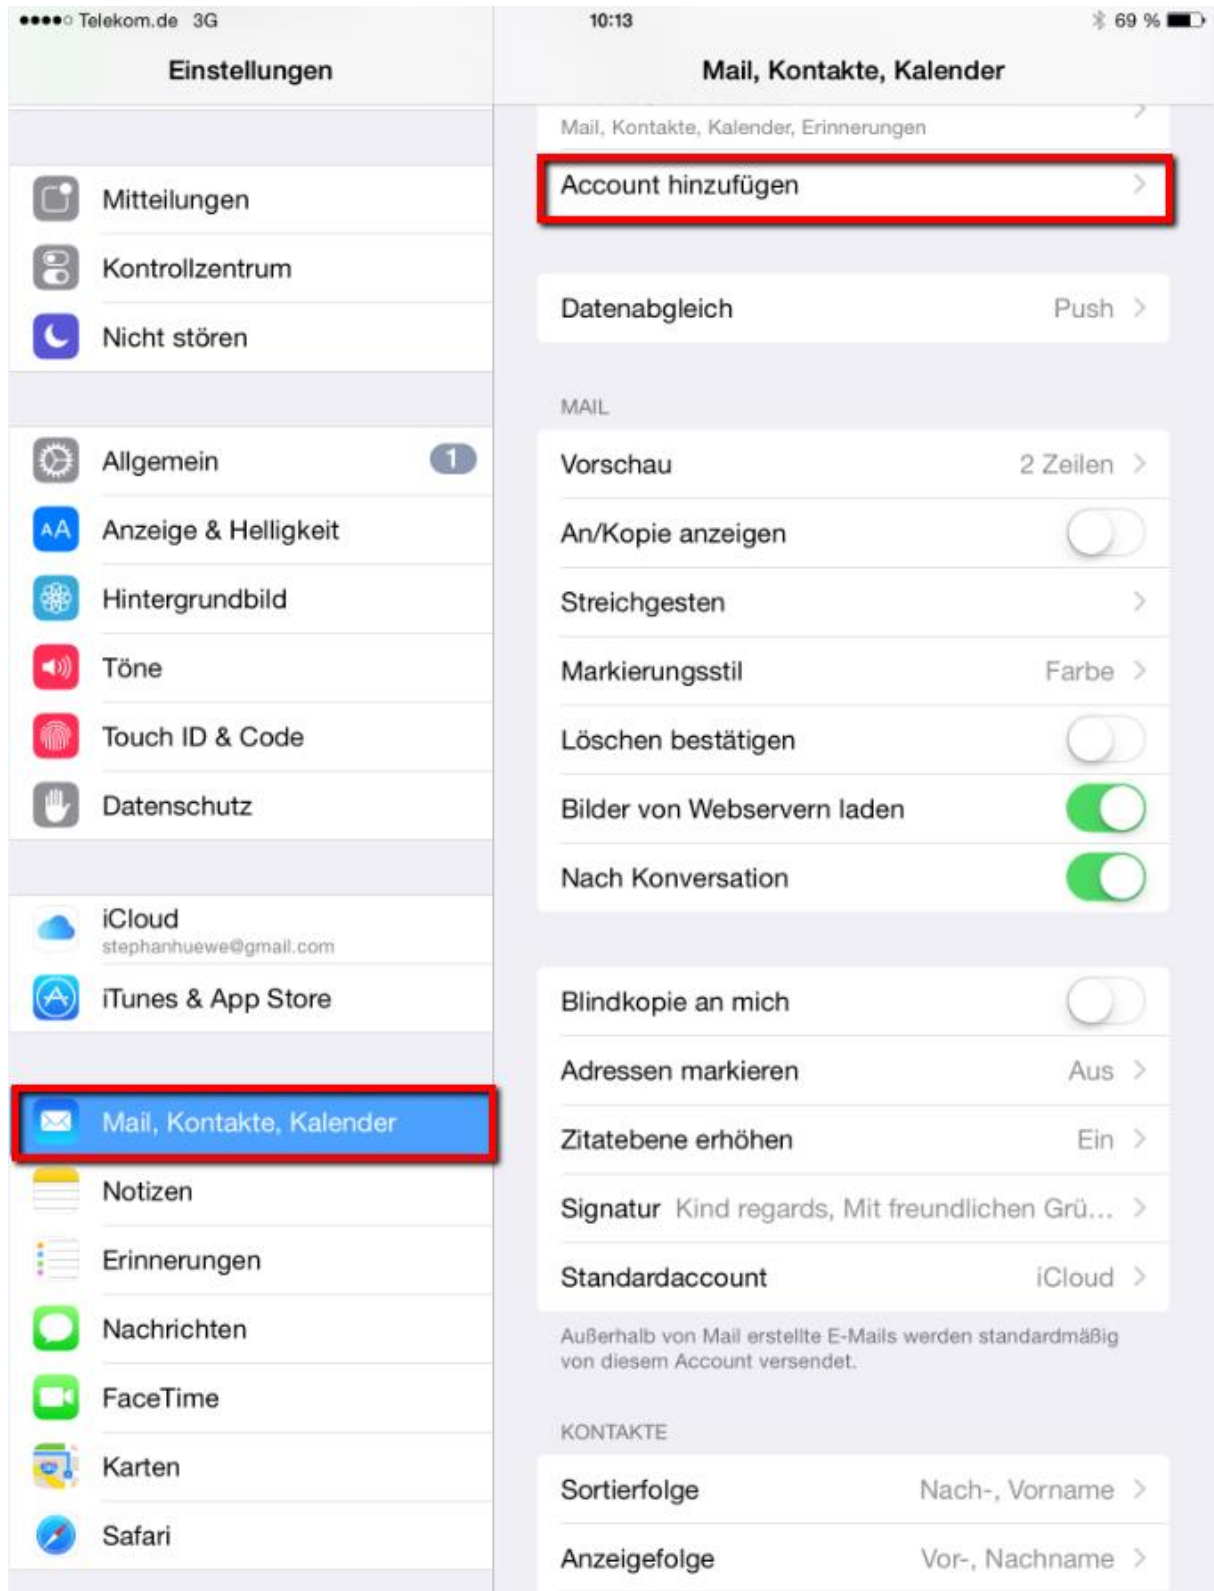 Telekom.de 3G
10:13
69 %
Einstellungen
Mitteilungen
Kontrollzentrum
Nicht stören
Allgemein 1
AA Anzeige & Helligkeit
Hintergrundbild
Töne
Touch ID & Code
Datenschutz
iCloud
stephanhuewe@gmail.com
iTunes & App Store
Mail, Kontakte, Kalender
Notizen
Erinnerungen
Nachrichten
FaceTime
Karten
Safari
Mail, Kontakte, Kalender
Mail, Kontakte, Kalender, Erinnerungen
Account hinzufügen
Datenabgleich Push
MAIL
Vorschau 2 Zeilen
An/Kopie anzeigen
Streichgesten
Markierungsstil Farbe
Löschen bestätigen
Bilder von Webservern laden
Nach Konversation
Blindkopie an mich
Adressen markieren Aus
Zitatebene erhöhen Ein
Signatur Kind regards, Mit freundlichen Grü...
Standardaccount iCloud
Außerhalb von Mail erstellte E-Mails werden standardmäßig
von diesem Account versendet.
KONTAKTE
Sortierfolge Nach-, Vorname
Anzeigefolge Vor-, Nachname